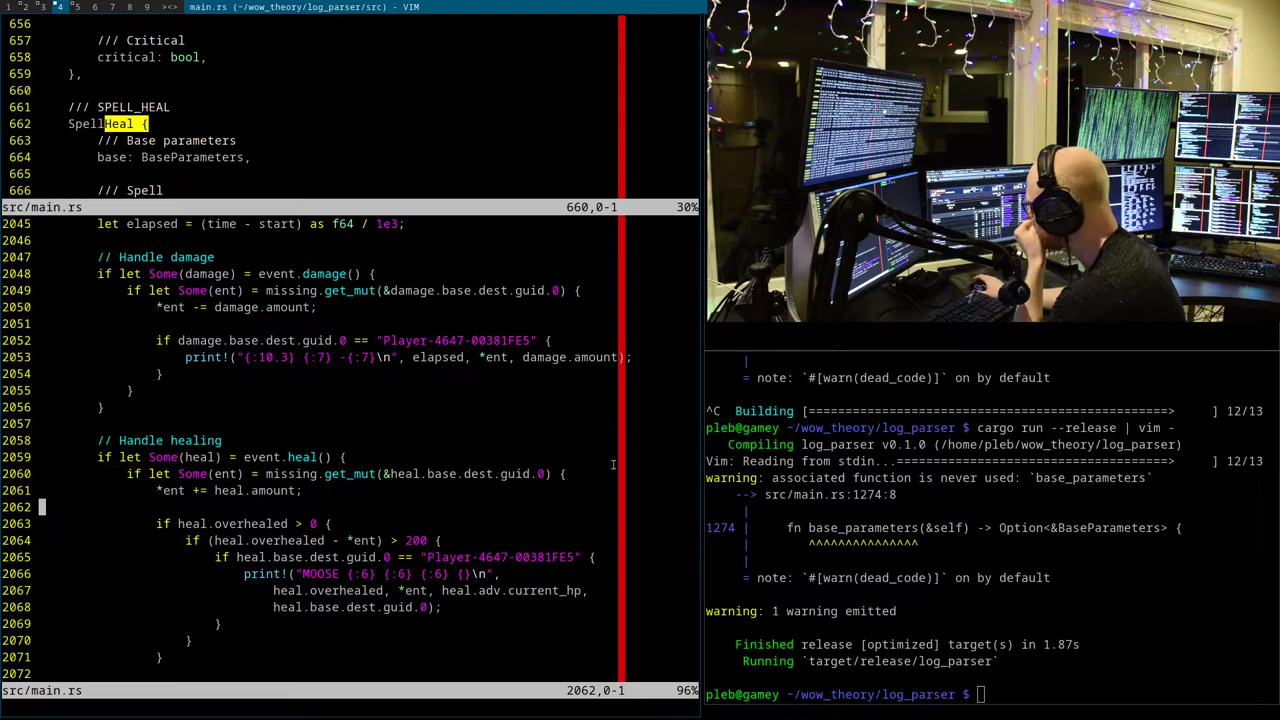 1 2 3 4 5 6 7 8 9 ><> main.rs (~/wow_theory/log_parser/src) - VIM
656
657         /// Critical
658         critical: bool,
659     },
660
661     /// SPELL_HEAL
662     SpellHeal {
663         /// Base parameters
664         base: BaseParameters,
665
666         /// Spell
src/main.rs 660,0-1 30%
2045         let elapsed = (time - start) as f64 / 1e3;
2046
2047         // Handle damage
2048         if let Some(damage) = event.damage() {
2049             if let Some(ent) = missing.get_mut(&damage.base.dest.guid.0) {
2050                 *ent -= damage.amount;
2051
2052                 if damage.base.dest.guid.0 == "Player-4647-00381FE5" {
2053                     print!("{:10.3} {:7} -{:7}\n", elapsed, *ent, damage.amount);
2054                 }
2055             }
2056         }
2057
2058         // Handle healing
2059         if let Some(heal) = event.heal() {
2060             if let Some(ent) = missing.get_mut(&heal.base.dest.guid.0) {
2061                 *ent += heal.amount;
2062
2063                 if heal.overhealed > 0 {
2064                     if (heal.overhealed - *ent) > 200 {
2065                         if heal.base.dest.guid.0 == "Player-4647-00381FE5" {
2066                             print!("MOOSE {:6} {:6} {:6} {}\n",
2067                                 heal.overhealed, *ent, heal.adv.current_hp,
2068                                 heal.base.dest.guid.0);
2069                         }
2070                     }
2071                 }
2072
src/main.rs 2062,0-1 96%
|
= note: `#[warn(dead_code)]` on by default
^C Building [=================================================> ] 12/13
pleb@gamey ~/wow_theory/log_parser $ cargo run --release | vim -
Compiling log_parser v0.1.0 (/home/pleb/wow_theory/log_parser)
Vim: Reading from stdin...=====================================> ] 12/13
warning: associated function is never used: `base_parameters`
--> src/main.rs:1274:8
|
1274 |     fn base_parameters(&self) -> Option<&BaseParameters> {
|        ^^^^^^^^^^^^^^^
|
= note: `#[warn(dead_code)]` on by default
warning: 1 warning emitted
Finished release [optimized] target(s) in 1.87s
Running `target/release/log_parser`
pleb@gamey ~/wow_theory/log_parser $